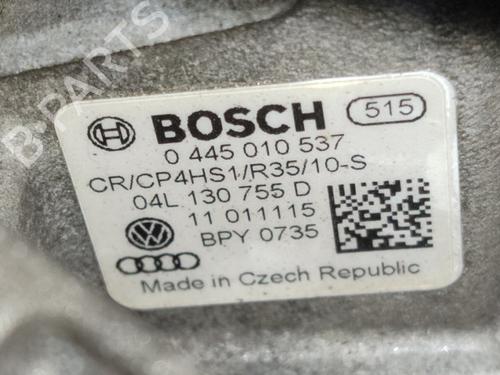 B-PARTS
BOSCH 515
0 445 010 537
CR/CP4HS1/R35/10-S
04L 130 755 D
11 011115
BPY 0735
Made in Czech Republic